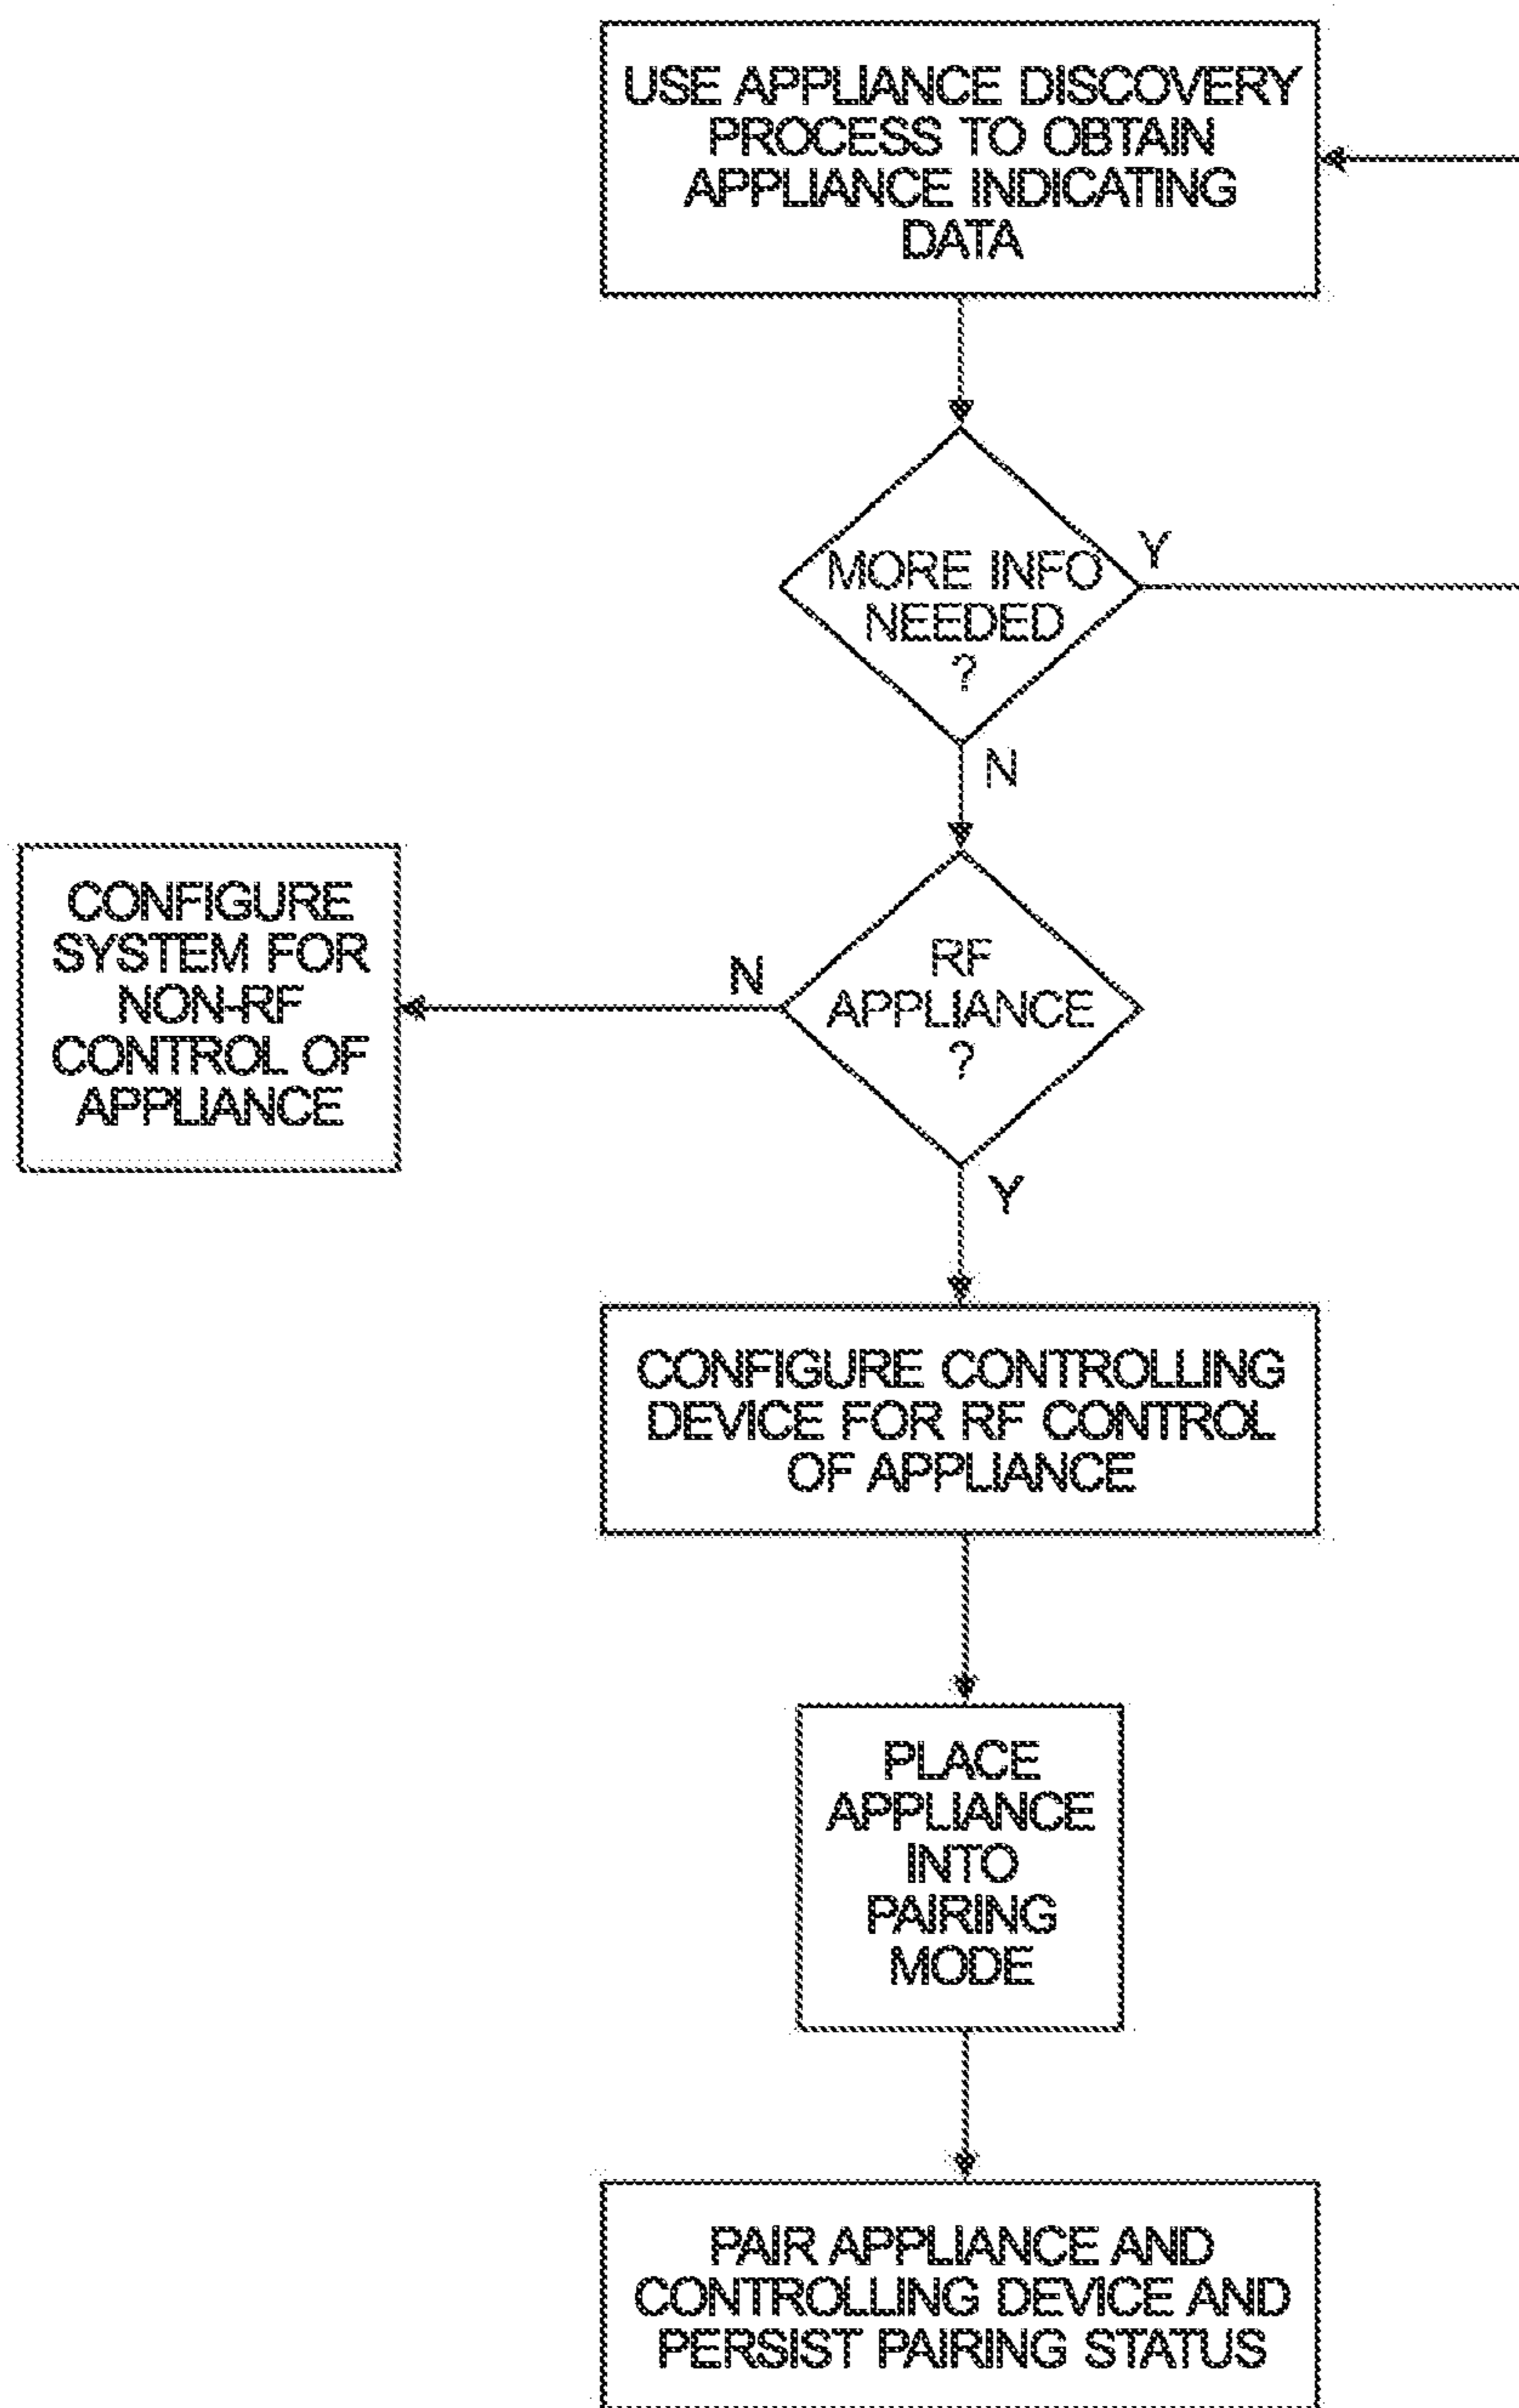 USE APPLIANCE DISCOVERY
PROCESS TO OBTAIN
APPLIANCE INDICATING
DATA
MORE INFO
NEEDED
?
Y
N
RF
APPLIANCE
?
N
Y
CONFIGURE
SYSTEM FOR
NON-RF
CONTROL OF
APPLIANCE
CONFIGURE CONTROLLING
DEVICE FOR RF CONTROL
OF APPLIANCE
PLACE
APPLIANCE
INTO
PAIRING
MODE
PAIR APPLIANCE AND
CONTROLLING DEVICE AND
PERSIST PAIRING STATUS